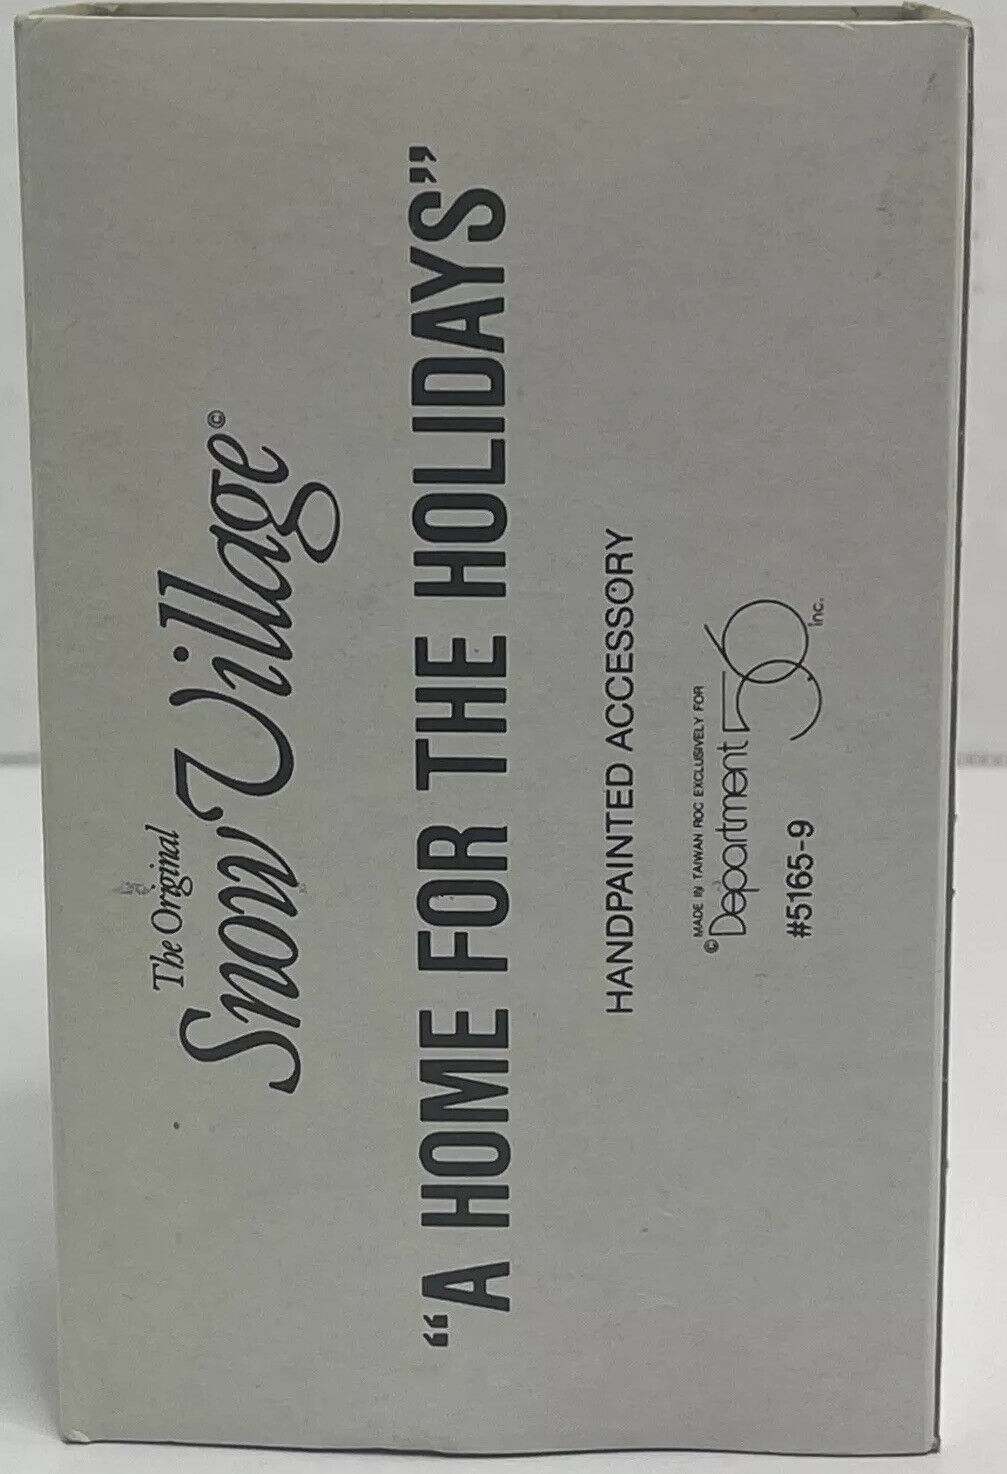 The Original
Snow Village©
“A HOME FOR THE HOLIDAYS”
HANDPAINTED ACCESSORY
© MADE IN TAIWAN ROC EXCLUSIVELY FOR
Department 56 inc.
#5165-9